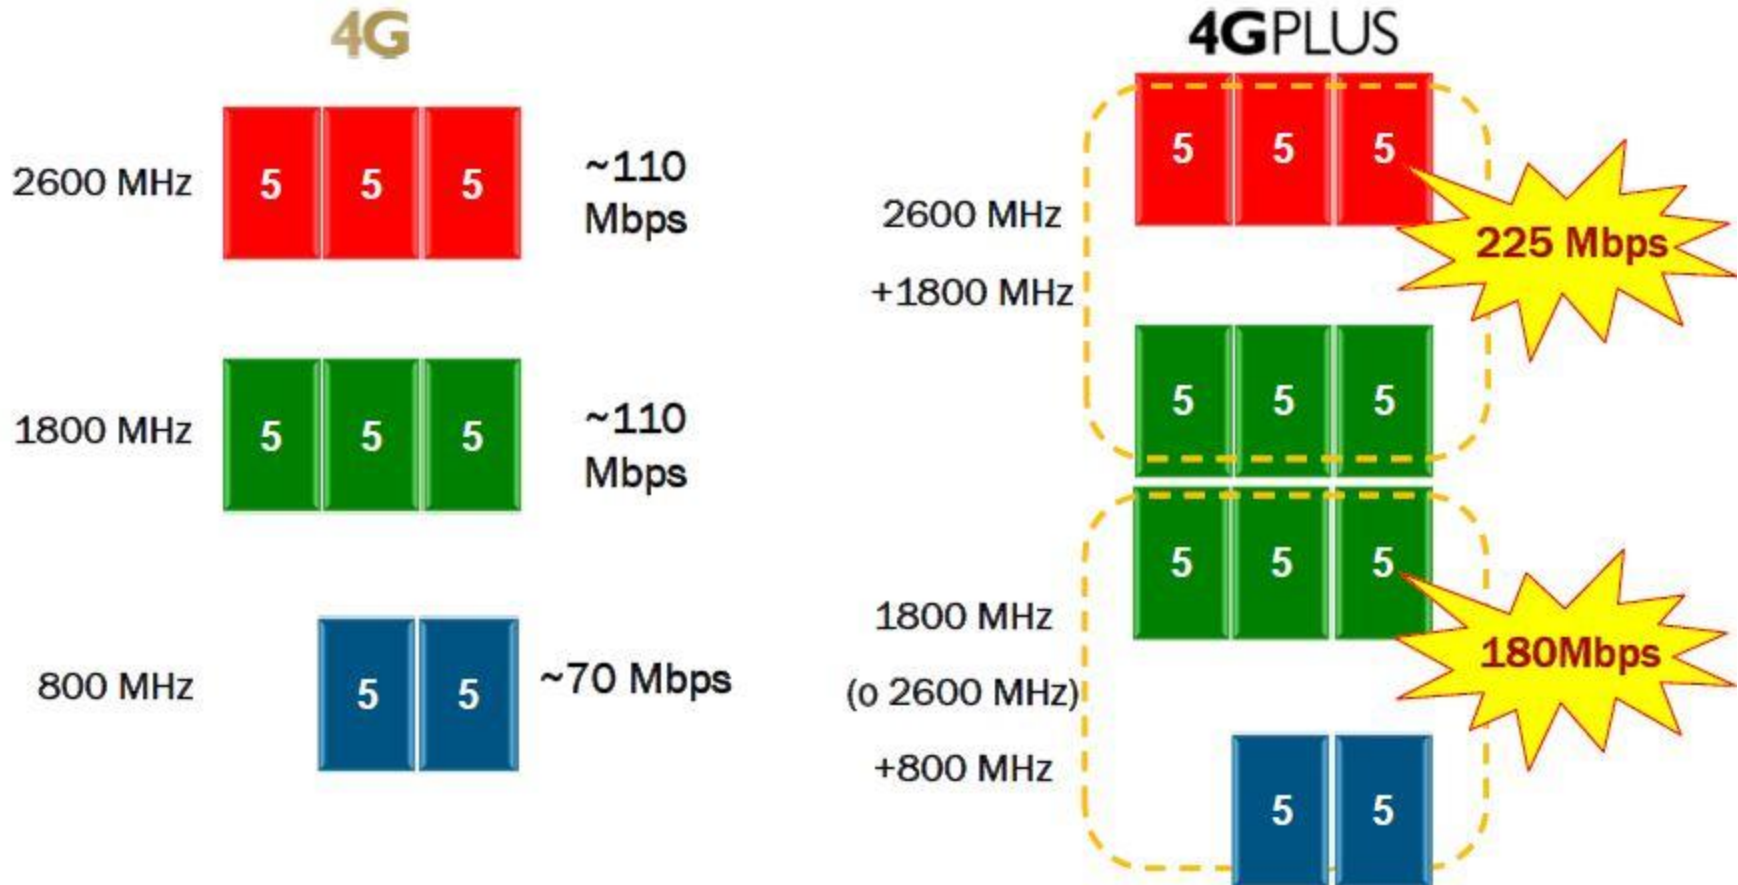 4G
2600 MHz
5 5 5
~110
Mbps
1800 MHz
5 5 5
~110
Mbps
800 MHz
5 5
~70 Mbps
4GPLUS
5 5 5
2600 MHz
+1800 MHz
225 Mbps
5 5 5
5 5 5
1800 MHz
(o 2600 MHz)
+800 MHz
180Mbps
5 5